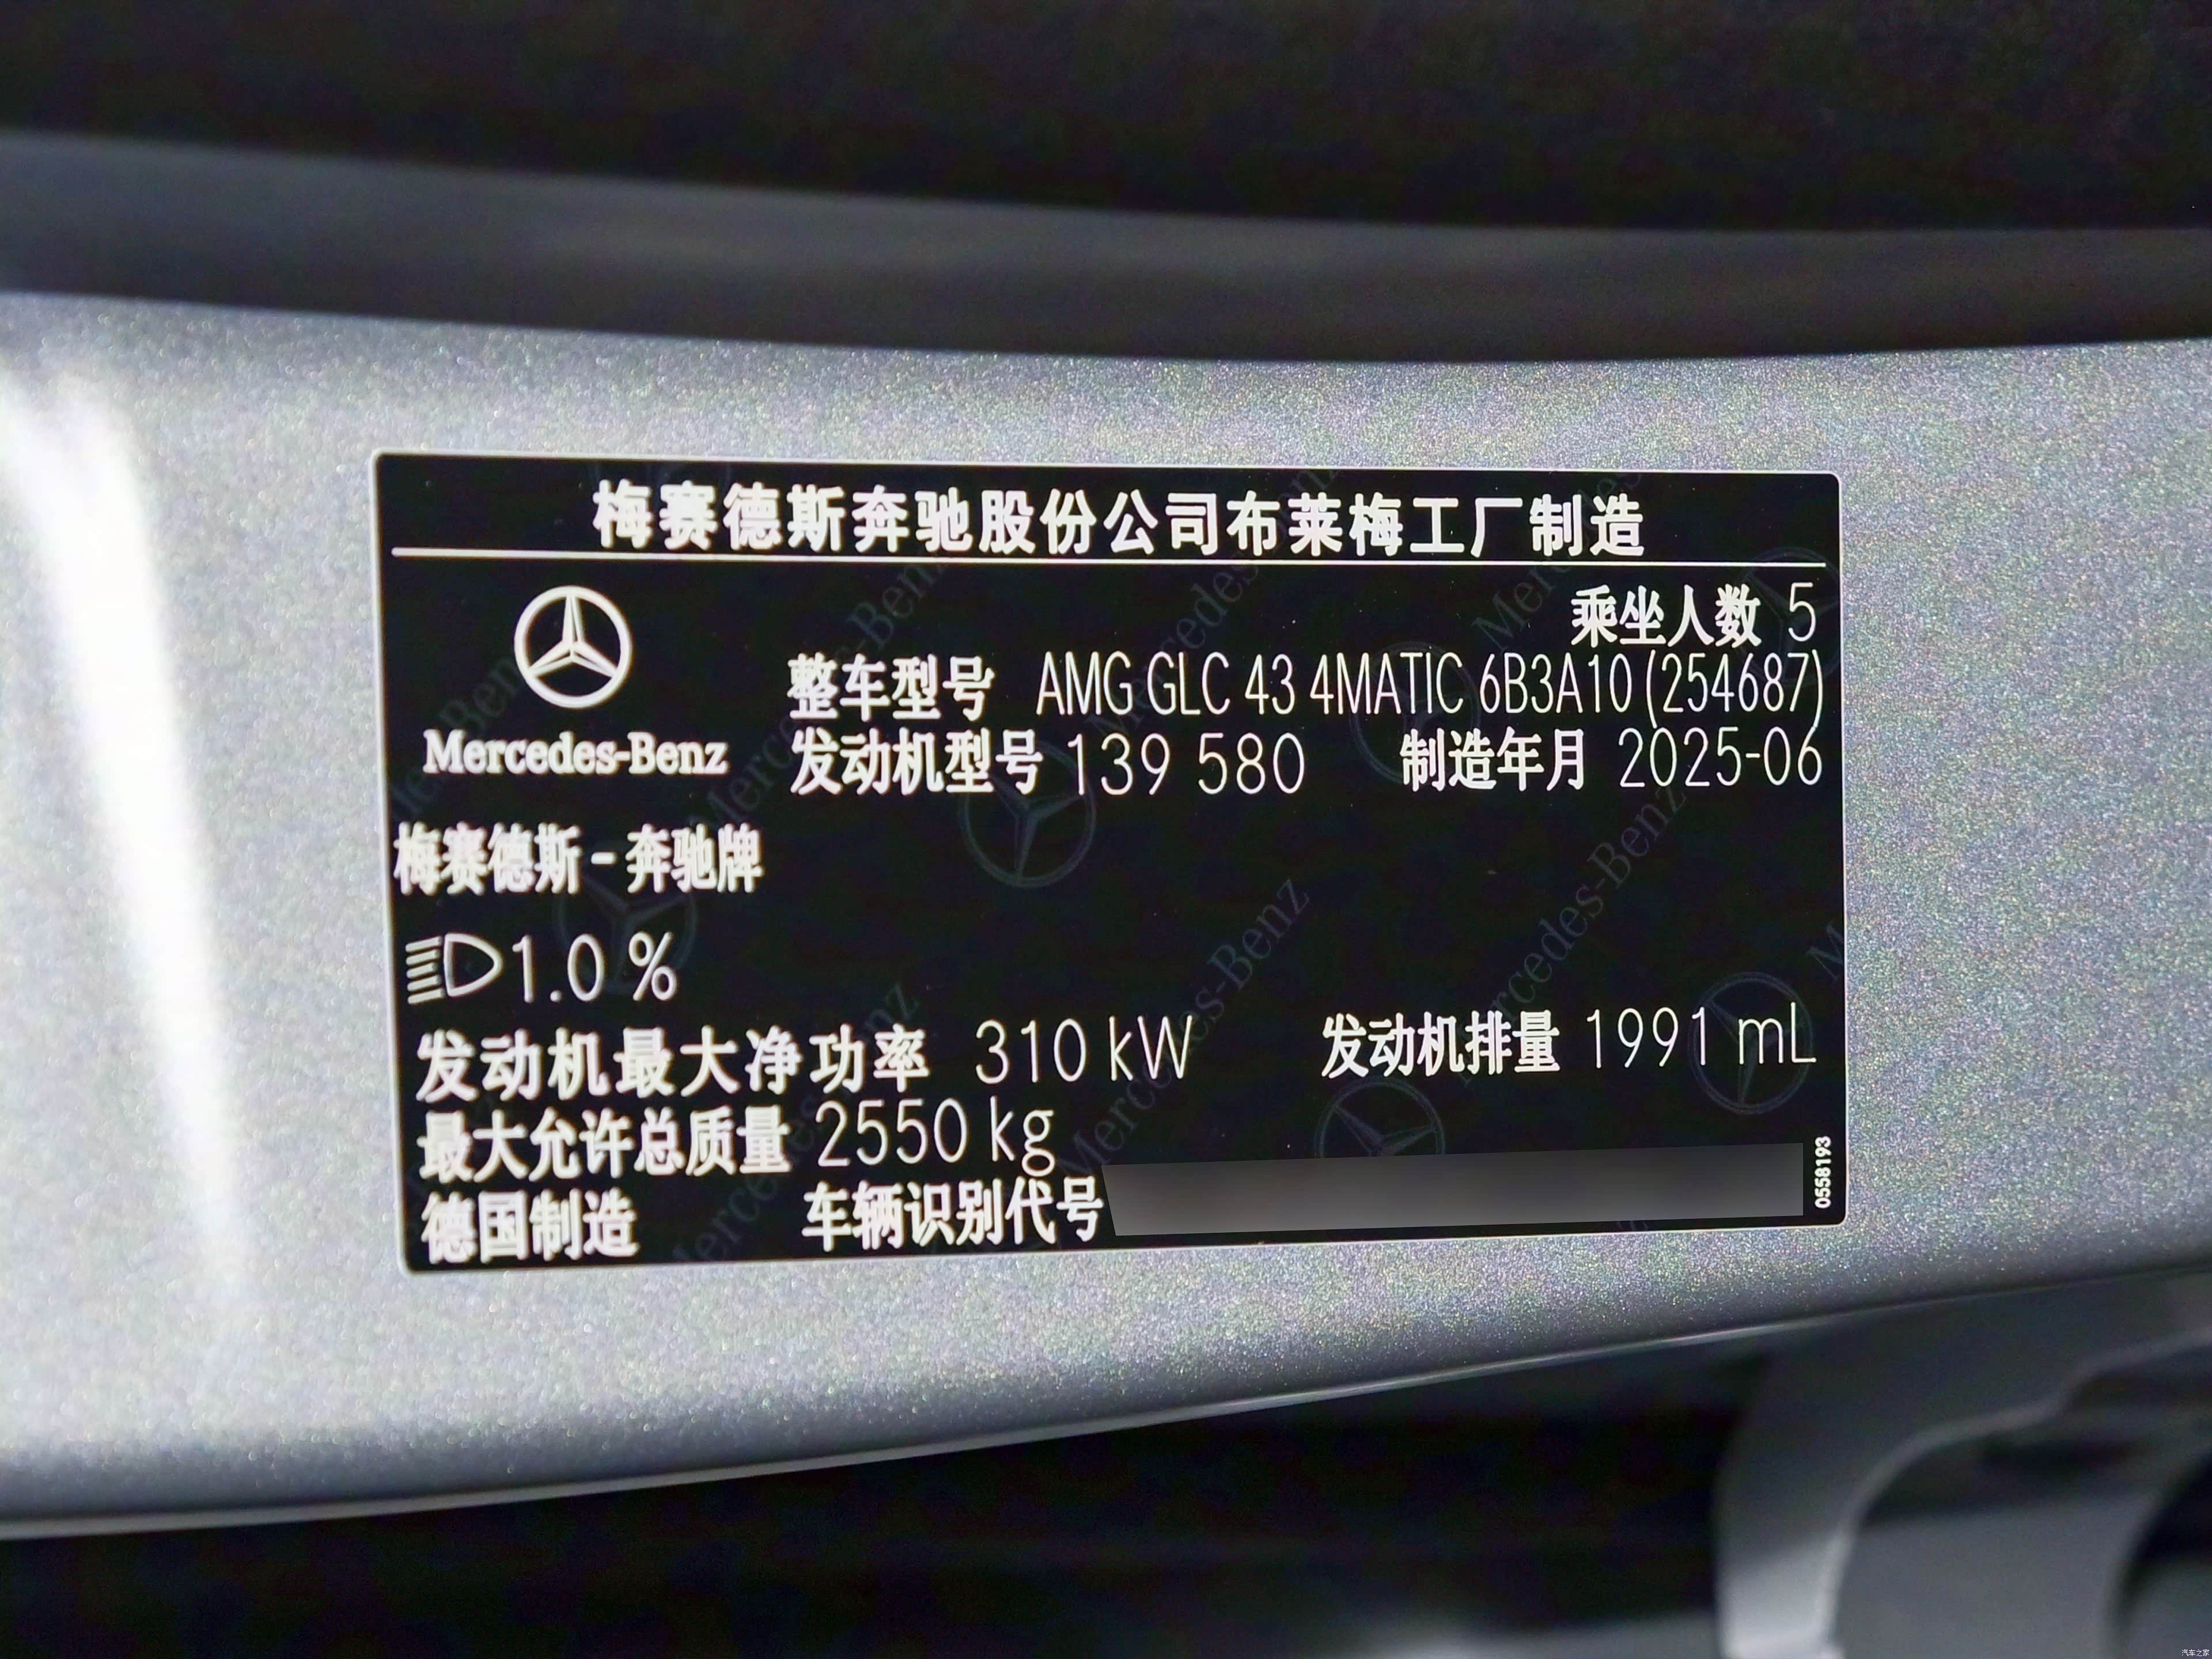 梅赛德斯奔驰股份公司布莱梅工厂制造
乘坐人数 5
整车型号 AMG GLC 43 4MATIC 6B3A10 (254687)
Mercedes-Benz
发动机型号 139 580 制造年月 2025-06
梅赛德斯-奔驰牌
1.0 %
发动机最大净功率 310 kW 发动机排量 1991 mL
最大允许总质量 2550 kg
德国制造 车辆识别代号
0558193
汽车之家